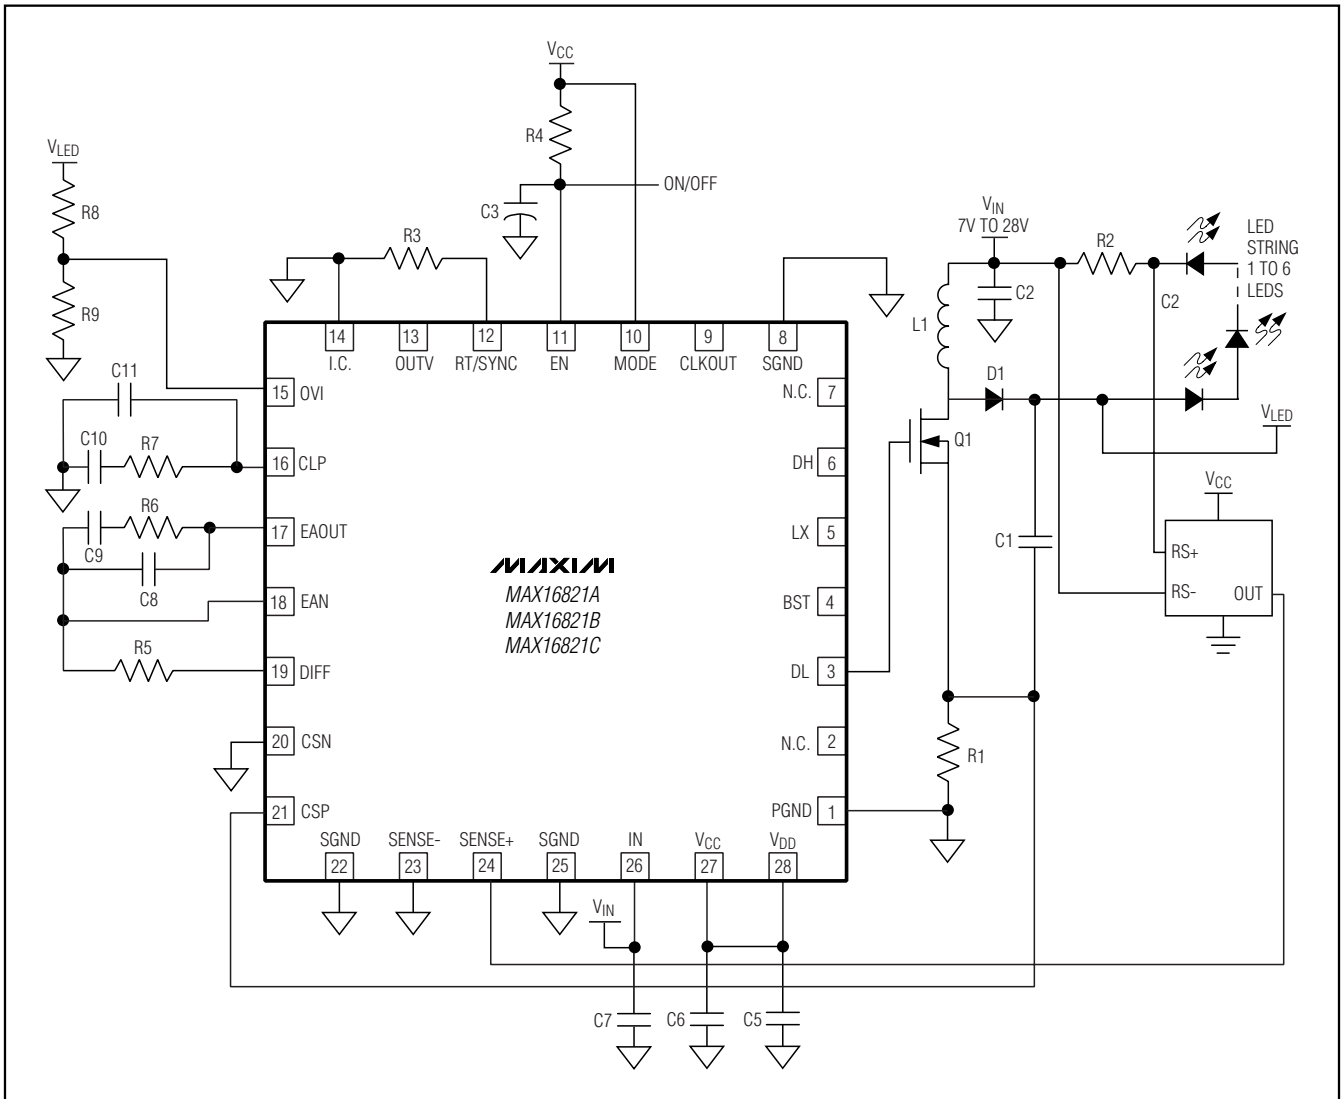 VCC
R4
ON/OFF
C3
VLED
R8
R9
R3
VIN
7V TO 28V
R2
LED
STRING
1 TO 6
LEDS
C2
C2
L1
D1
Q1
VLED
VCC
C1
RS+
RS-
OUT
14
13
12
11
10
9
8
I.C.
OUTV
RT/SYNC
EN
MODE
CLKOUT
SGND
C11
C10
R7
R6
C9
C8
R5
15 OVI
16 CLP
17 EAOUT
18 EAN
19 DIFF
20 CSN
21 CSP
N.C. 7
DH 6
LX 5
BST 4
DL 3
N.C. 2
PGND 1
MAXIM
MAX16821A
MAX16821B
MAX16821C
R1
SGND
SENSE-
SENSE+
SGND
IN
VCC
VDD
22
23
24
25
26
27
28
VIN
C7
C6
C5